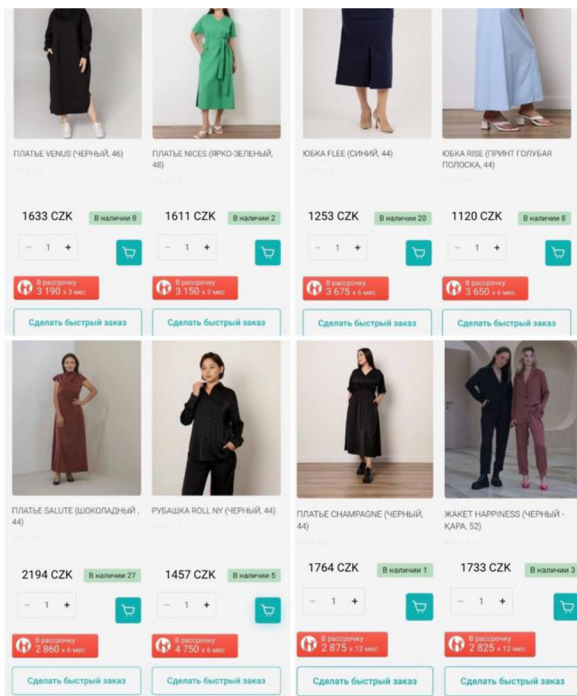 ПЛАТЬЕ VENUS (ЧЕРНЫЙ, 46)
1633 CZK
В наличии 8
− 1 +
В рассрочку
3 190 x 3 мес
Сделать быстрый заказ
ПЛАТЬЕ NICES (ЯРКО-ЗЕЛЕНЫЙ,
48)
1611 CZK
В наличии 2
− 1 +
В рассрочку
3 150 x 3 мес
Сделать быстрый заказ
ЮБКА FLEE (СИНИЙ, 44)
1253 CZK
В наличии 20
− 1 +
В рассрочку
3 675 x 6 мес
Сделать быстрый заказ
ЮБКА RISE (ПРИНТ ГОЛУБАЯ
ПОЛОСКА, 44)
1120 CZK
В наличии 8
− 1 +
В рассрочку
3 650 x 6 мес
Сделать быстрый заказ
ПЛАТЬЕ SALUTE (ШОКОЛАДНЫЙ ,
44)
2194 CZK
В наличии 27
− 1 +
В рассрочку
2 860 x 6 мес
Сделать быстрый заказ
РУБАШКА ROLL NY (ЧЕРНЫЙ, 44)
1457 CZK
В наличии 5
− 1 +
В рассрочку
4 750 x 6 мес
Сделать быстрый заказ
ПЛАТЬЕ CHAMPAGNE (ЧЕРНЫЙ,
44)
1764 CZK
В наличии 1
− 1 +
В рассрочку
2 875 x 12 мес
Сделать быстрый заказ
ЖАКЕТ HAPPINESS (ЧЕРНЫЙ -
ҚАРА, 52)
1733 CZK
В наличии 3
− 1 +
В рассрочку
2 825 x 12 мес
Сделать быстрый заказ